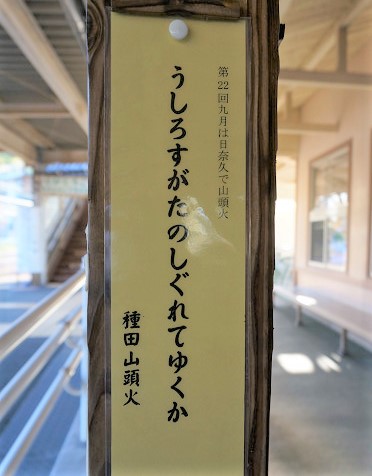 第22回九月は日奈久で山頭火
うしろすがたのしぐれてゆくか
種田山頭火